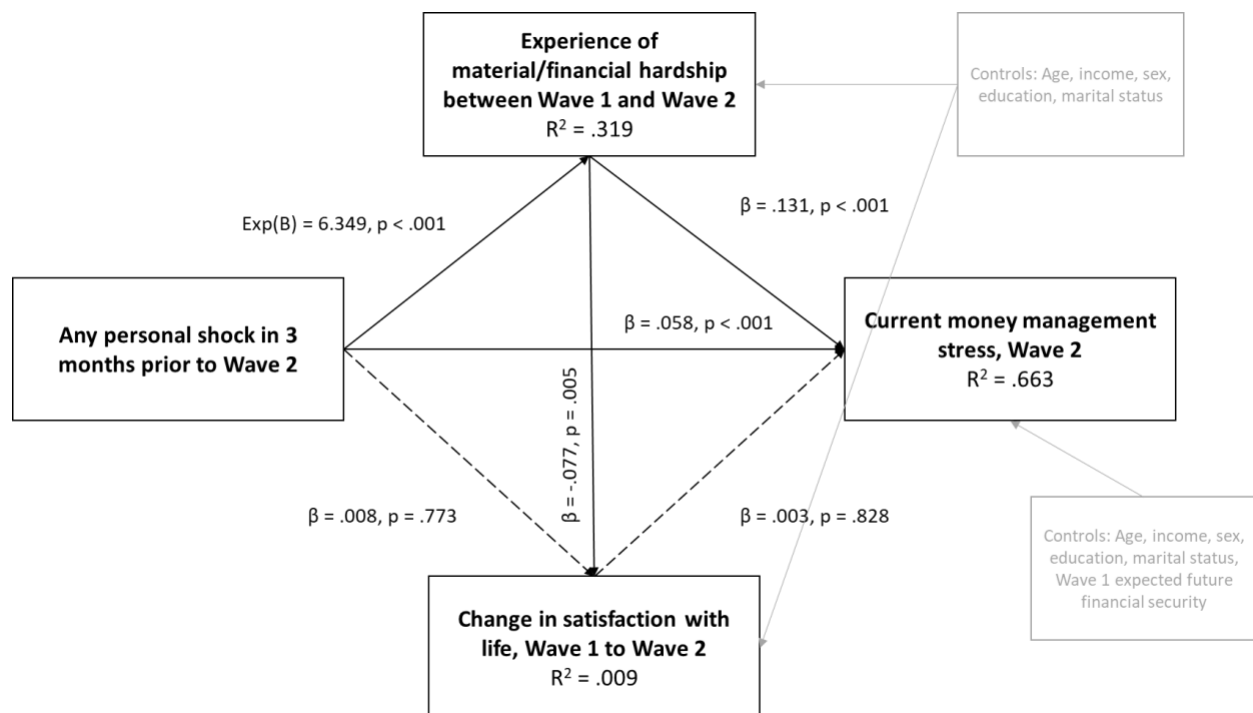 Experience of
material/financial hardship
between Wave 1 and Wave 2
R² = .319
Controls: Age, income, sex,
education, marital status
Exp(B) = 6.349, p < .001
β = .131, p < .001
Any personal shock in 3
months prior to Wave 2
β = .058, p < .001
Current money management
stress, Wave 2
R² = .663
β = -.077, p = .005
β = .008, p = .773
β = .003, p = .828
Controls: Age, income, sex,
education, marital status,
Wave 1 expected future
financial security
Change in satisfaction with
life, Wave 1 to Wave 2
R² = .009